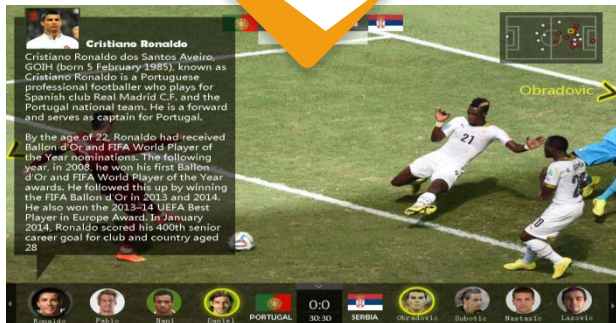 Cristiano Ronaldo
Cristiano Ronaldo dos Santos Aveiro,
GOIH (born 5 February 1985), known as
Cristiano Ronaldo is a Portuguese
professional footballer who plays for
Spanish club Real Madrid C.F. and the
Portugal national team. He is a forward
and serves as captain for Portugal.
By the age of 22, Ronaldo had received
Ballon d'Or and FIFA World Player of
the Year nominations. The following
year, in 2008, he won his first Ballon
d'Or and FIFA World Player of the Year
awards. He followed this up by winning
the FIFA Ballon d'Or in 2013 and 2014.
He also won the 2013–14 UEFA Best
Player in Europe Award. In January
2014, Ronaldo scored his 400th senior
career goal for club and country aged
28
Obradovic
21
Ronaldo
Fabio
Nani
Daniel
PORTUGAL
0:0
30:30
SERBIA
Obradovic
Subotic
Nastasic
Lazovic